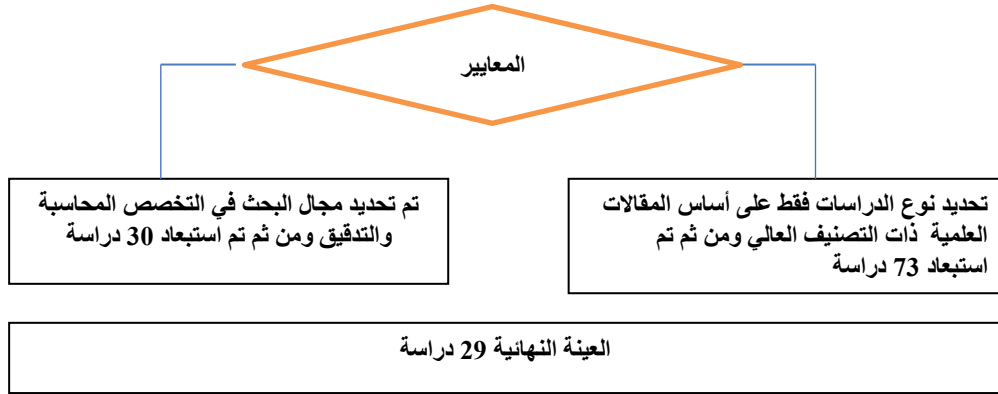 المعايير
تحديد نوع الدراسات فقط على أساس المقالات
العلمية ذات التصنيف العالي ومن ثم تم
استبعاد 73 دراسة
تم تحديد مجال البحث في التخصص المحاسبة
والتدقيق ومن ثم تم استبعاد 30 دراسة
العينة النهائية 29 دراسة